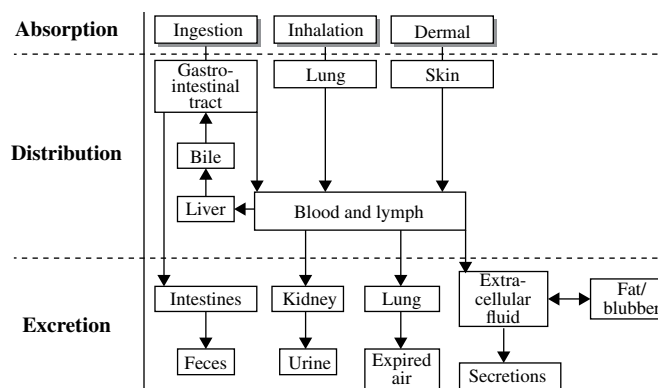 Absorption
Ingestion
Inhalation
Dermal
Gastro-
intestinal
tract
Lung
Skin
Distribution
Bile
Liver
Blood and lymph
Excretion
Intestines
Kidney
Lung
Extra-
cellular
fluid
Fat/
blubber
Feces
Urine
Expired
air
Secretions